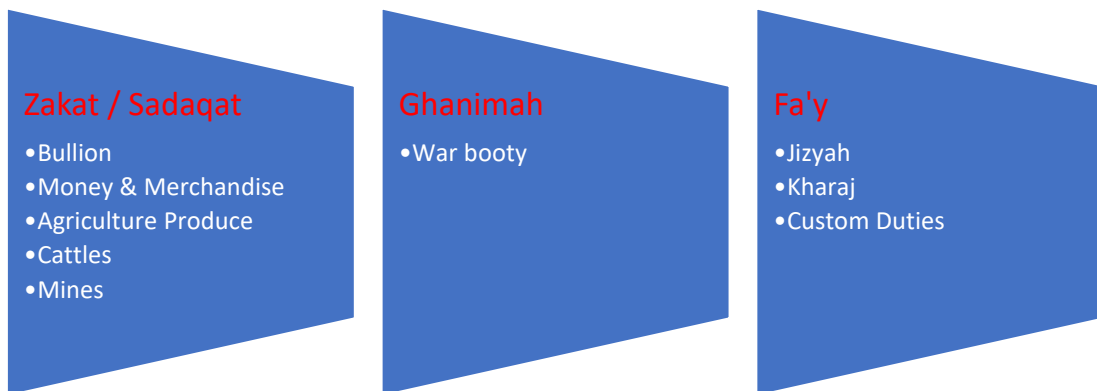 Zakat / Sadaqat
•Bullion
•Money & Merchandise
•Agriculture Produce
•Cattles
•Mines
Ghanimah
•War booty
Fa'y
•Jizyah
•Kharaj
•Custom Duties